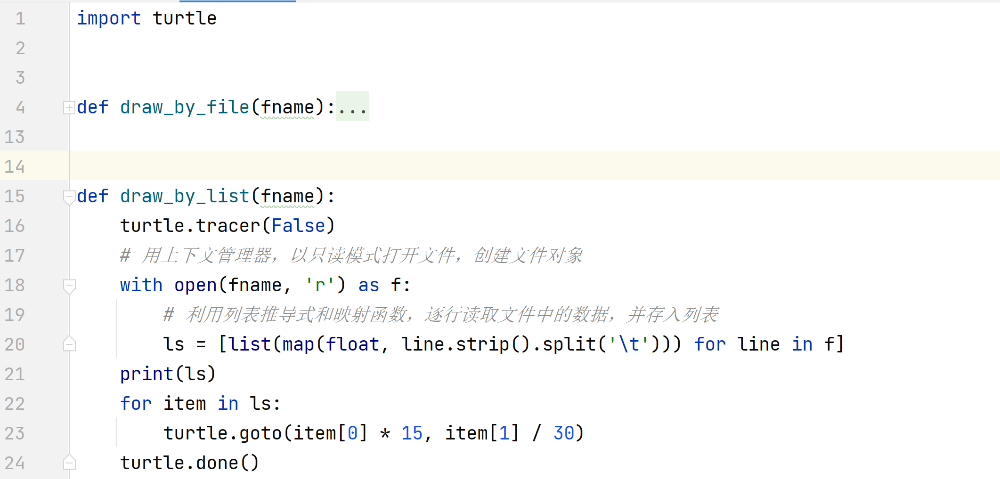 1 import turtle
2
3
4 def draw_by_file(fname):...
13
14
15 def draw_by_list(fname):
16     turtle.tracer(False)
17     # 用上下文管理器，以只读模式打开文件，创建文件对象
18     with open(fname, 'r') as f:
19         # 利用列表推导式和映射函数，逐行读取文件中的数据，并存入列表
20         ls = [list(map(float, line.strip().split('\t'))) for line in f]
21     print(ls)
22     for item in ls:
23         turtle.goto(item[0] * 15, item[1] / 30)
24     turtle.done()